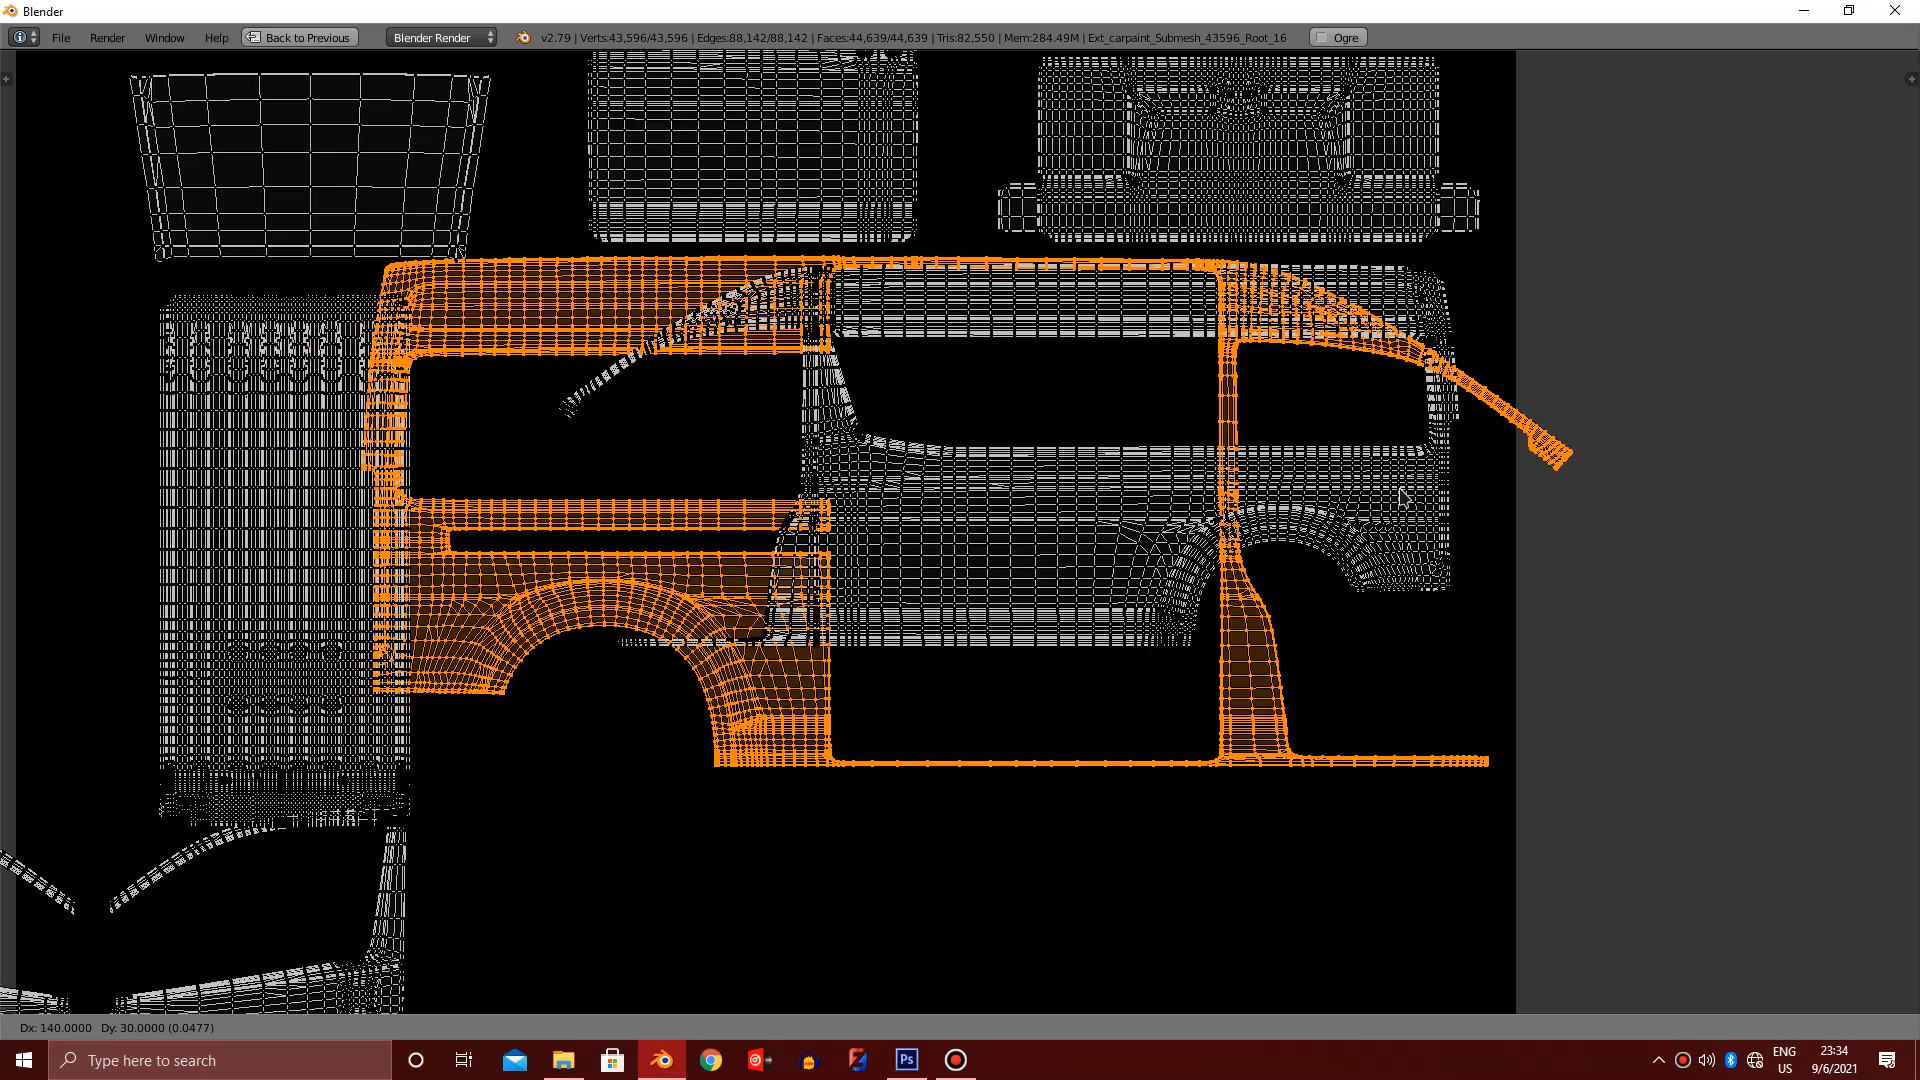 Blender
File Render Window Help Back to Previous Blender Render v2.79 | Verts:43,596/43,596 | Edges:88,142/88,142 | Faces:44,639/44,639 | Tris:82,550 | Mem:284.49M | Ext_carpaint_Submesh_43596_Root_16 Ogre
Dx: 140.0000 Dy: 30.0000 (0.0477)
Type here to search
Ps
ENG
US
23:34
9/6/2021